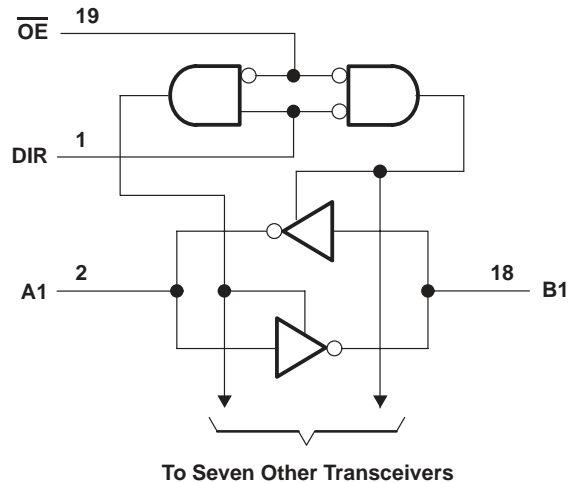 OE 19
DIR 1
A1 2
18 B1
To Seven Other Transceivers